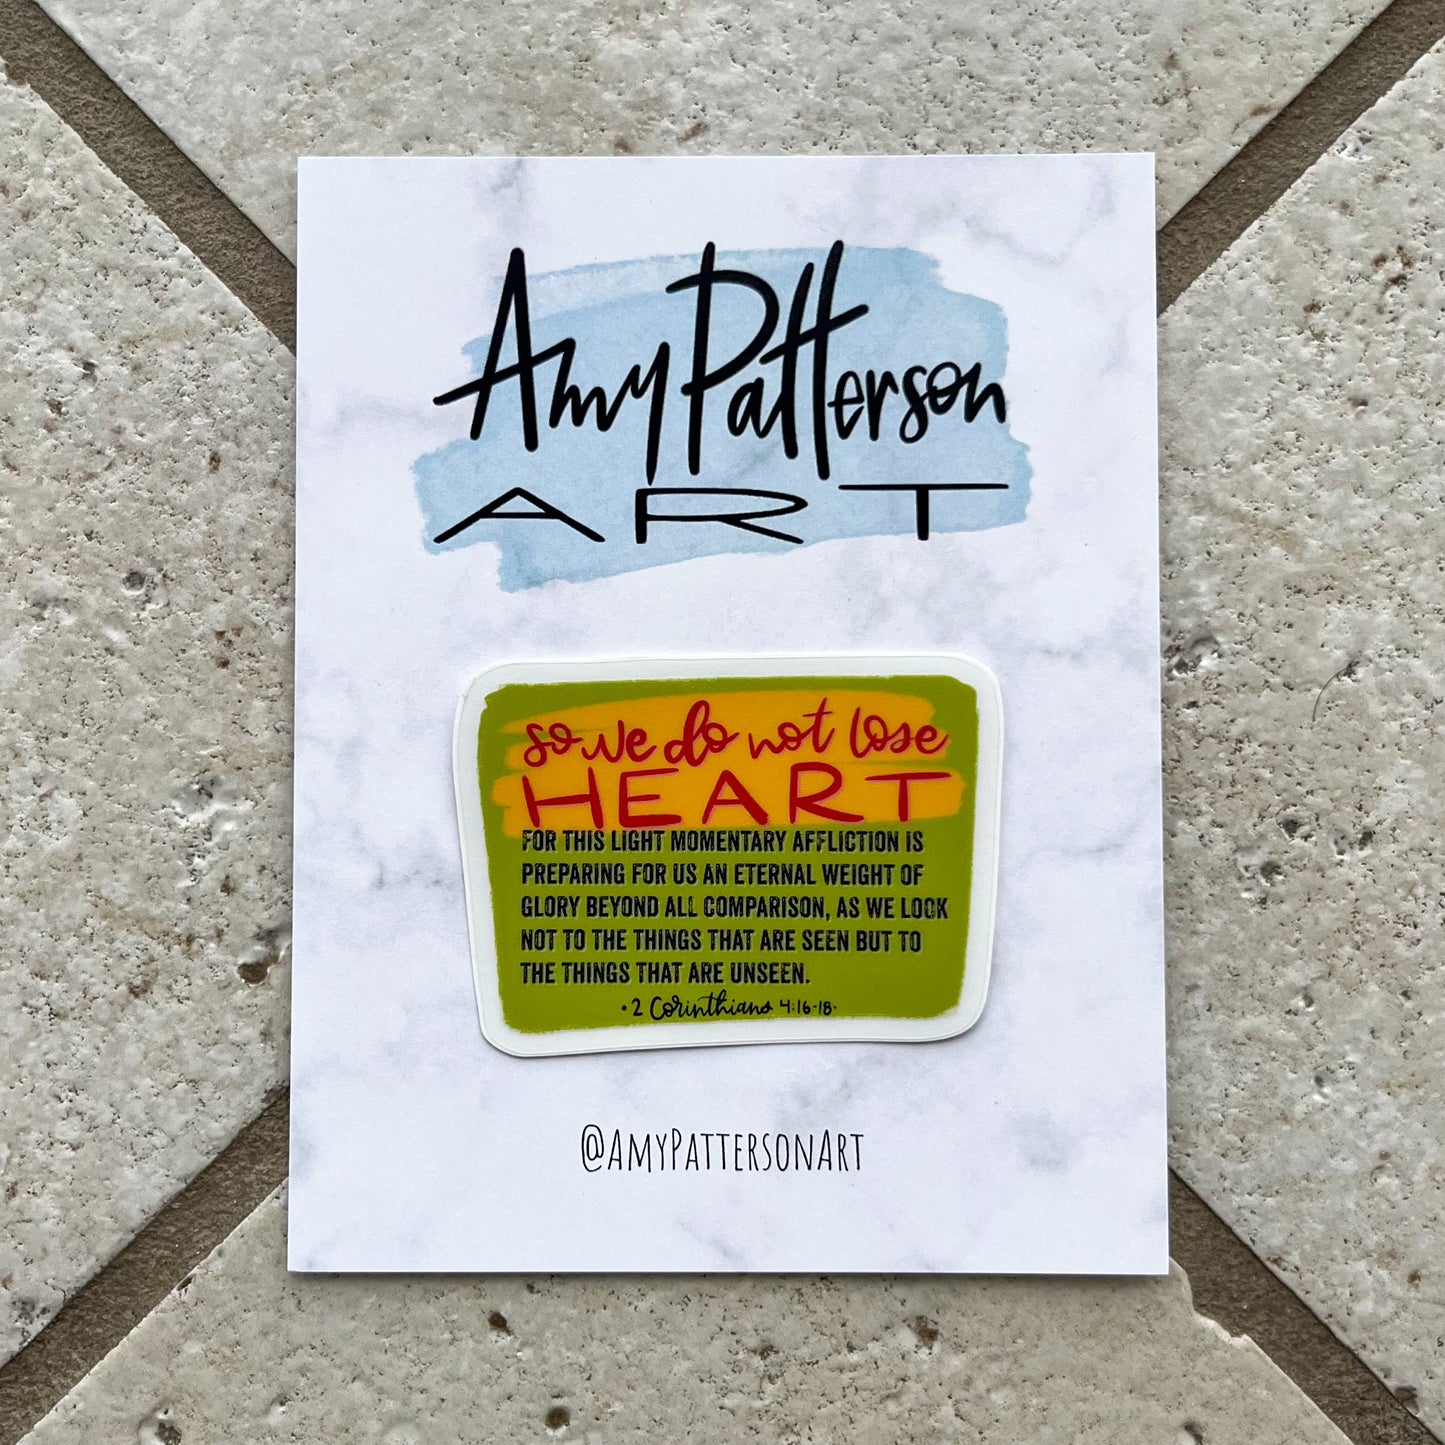 Amy Patterson
ART
so we do not lose
HEART
FOR THIS LIGHT MOMENTARY AFFLICTION IS
PREPARING FOR US AN ETERNAL WEIGHT OF
GLORY BEYOND ALL COMPARISON, AS WE LOOK
NOT TO THE THINGS THAT ARE SEEN BUT TO
THE THINGS THAT ARE UNSEEN.
·2 Corinthians 4:16-18·
@AmyPattersonArt